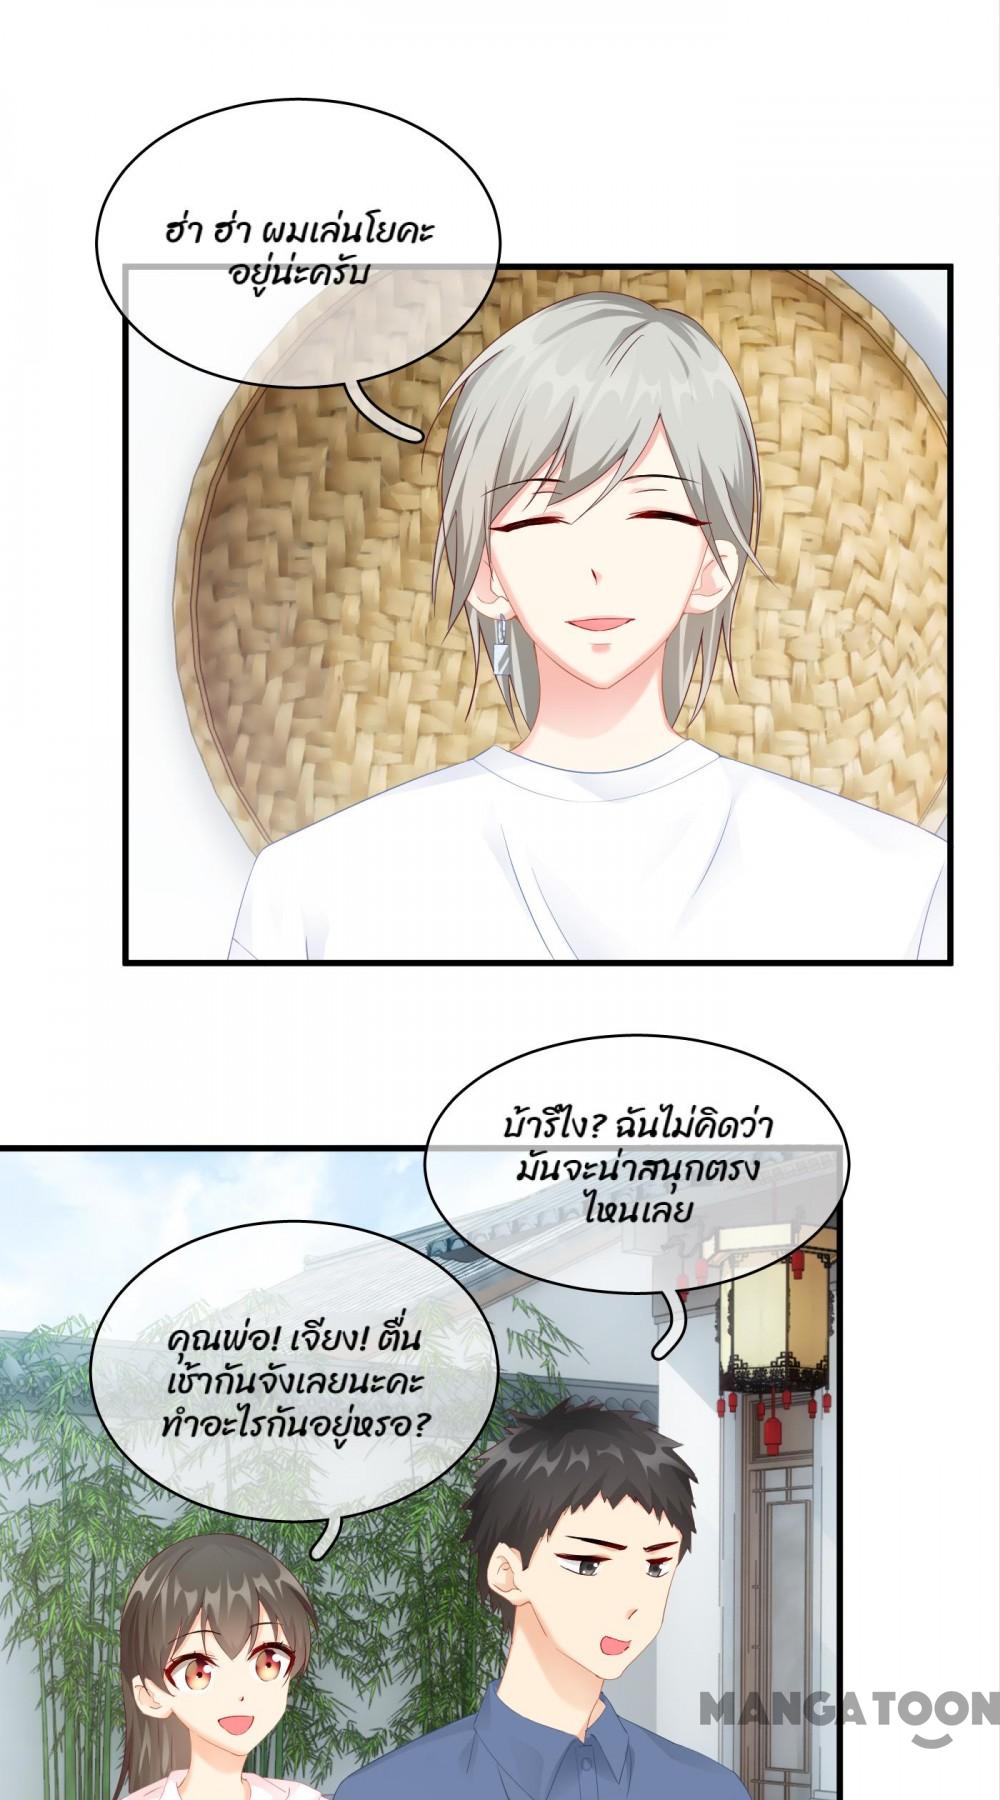 ฮ่า ฮ่า ผมเล่นโยคะ
อยู่น่ะครับ
บ้ารึไง? ฉันไม่คิดว่า
มันจะน่าสนุกตรง
ไหนเลย
คุณพ่อ! เจียง! ตื่น
เช้ากันจังเลยนะคะ
ทำอะไรกันอยู่หรอ?
MANGATOON